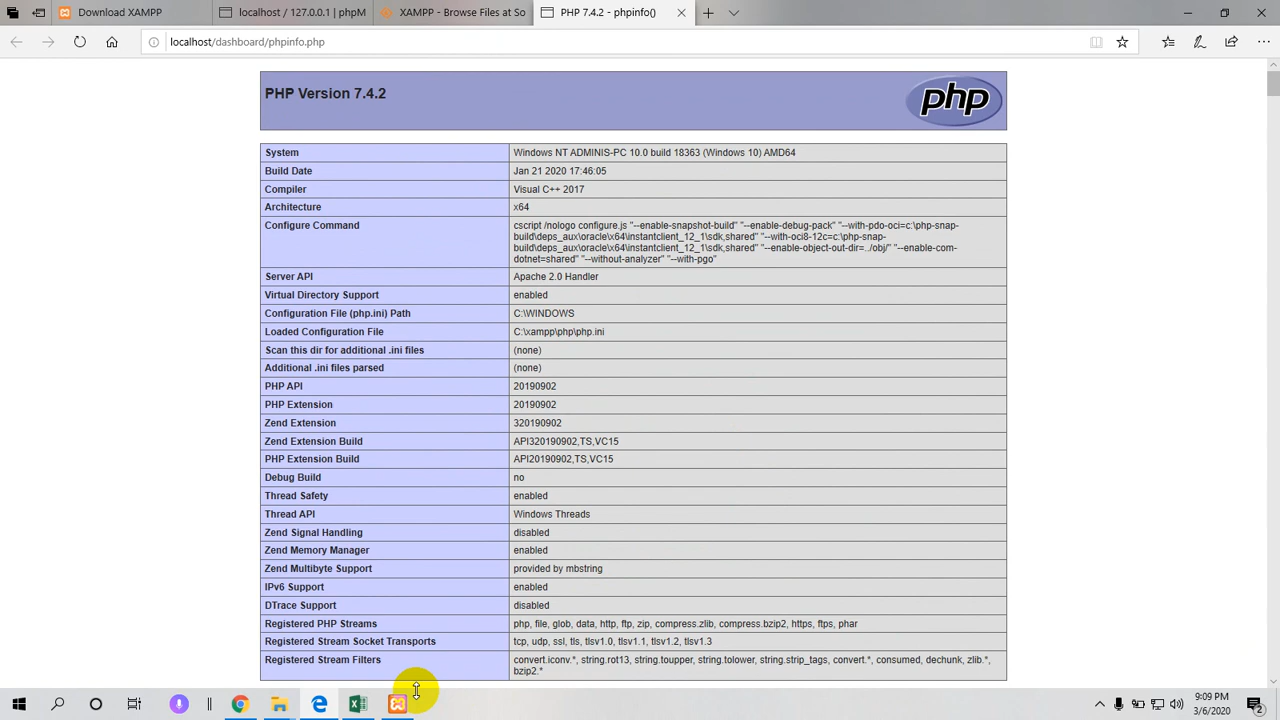 Download XAMPP
localhost / 127.0.0.1 | phpM
XAMPP - Browse Files at So
PHP 7.4.2 - phpinfo()
localhost/dashboard/phpinfo.php
PHP Version 7.4.2
php
System Windows NT ADMINIS-PC 10.0 build 18363 (Windows 10) AMD64
Build Date Jan 21 2020 17:46:05
Compiler Visual C++ 2017
Architecture x64
Configure Command cscript /nologo configure.js "--enable-snapshot-build" "--enable-debug-pack" "--with-pdo-oci=c:\php-snap-
build\deps_aux\oracle\x64\instantclient_12_1\sdk,shared" "--with-oci8-12c=c:\php-snap-
build\deps_aux\oracle\x64\instantclient_12_1\sdk,shared" "--enable-object-out-dir=../obj/" "--enable-com-
dotnet=shared" "--without-analyzer" "--with-pgo"
Server API Apache 2.0 Handler
Virtual Directory Support enabled
Configuration File (php.ini) Path C:\WINDOWS
Loaded Configuration File C:\xampp\php\php.ini
Scan this dir for additional .ini files (none)
Additional .ini files parsed (none)
PHP API 20190902
PHP Extension 20190902
Zend Extension 320190902
Zend Extension Build API320190902,TS,VC15
PHP Extension Build API20190902,TS,VC15
Debug Build no
Thread Safety enabled
Thread API Windows Threads
Zend Signal Handling disabled
Zend Memory Manager enabled
Zend Multibyte Support provided by mbstring
IPv6 Support enabled
DTrace Support disabled
Registered PHP Streams php, file, glob, data, http, ftp, zip, compress.zlib, compress.bzip2, https, ftps, phar
Registered Stream Socket Transports tcp, udp, ssl, tls, tlsv1.0, tlsv1.1, tlsv1.2, tlsv1.3
Registered Stream Filters convert.iconv.*, string.rot13, string.toupper, string.tolower, string.strip_tags, convert.*, consumed, dechunk, zlib.*,
bzip2.*
9:09 PM
3/6/2020
2